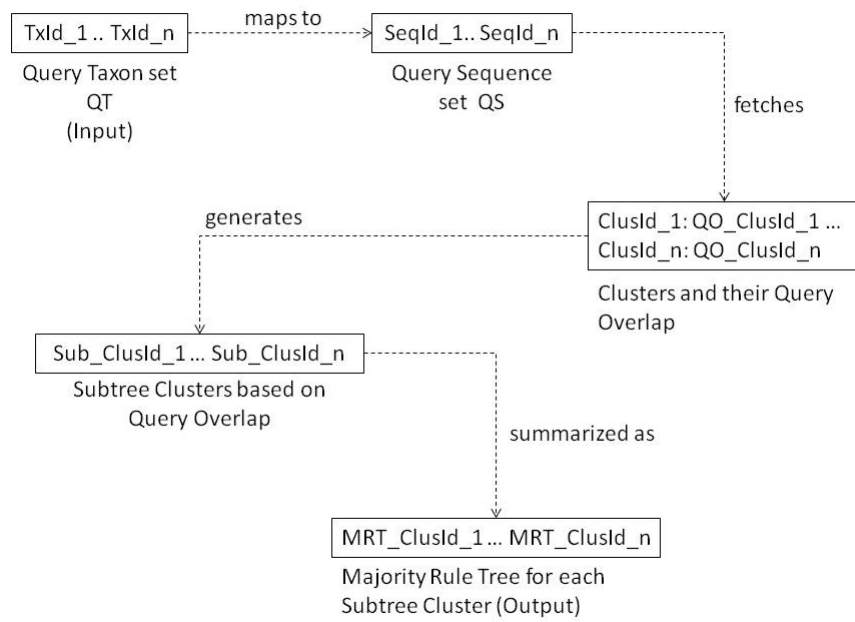 TxId_1 .. TxId_n
maps to
SeqId_1.. SeqId_n
Query Taxon set
QT
(Input)
Query Sequence
set QS
fetches
ClusId_1: QO_ClusId_1 ...
ClusId_n: QO_ClusId_n
Clusters and their Query
Overlap
generates
Sub_ClusId_1 ... Sub_ClusId_n
Subtree Clusters based on
Query Overlap
summarized as
MRT_ClusId_1 ... MRT_ClusId_n
Majority Rule Tree for each
Subtree Cluster (Output)